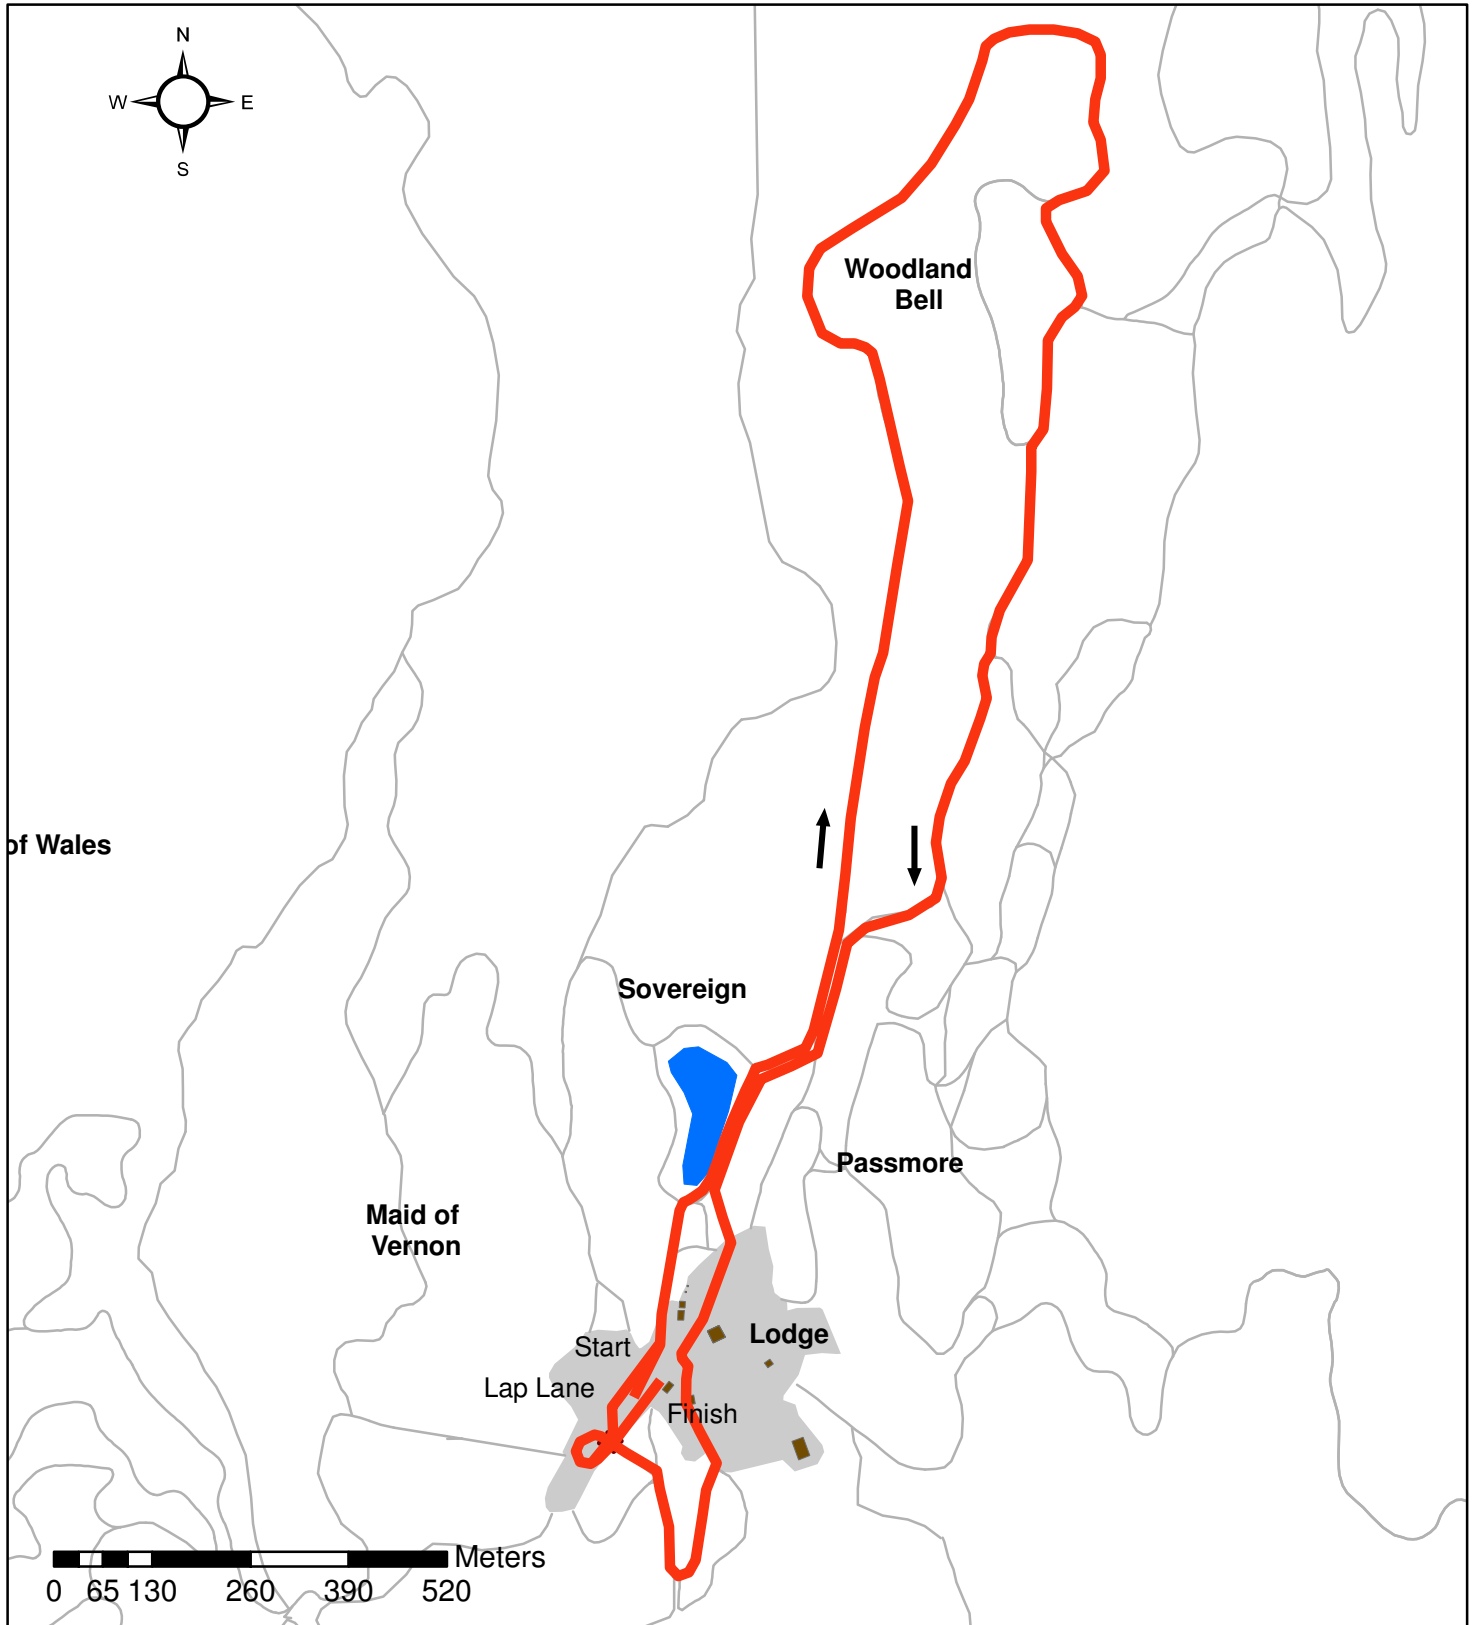 N
W E
S
Woodland
Bell
of Wales
Sovereign
Passmore
Maid of
Vernon
Start
Lodge
Lap Lane
Finish
Meters
0 65 130 260 390 520